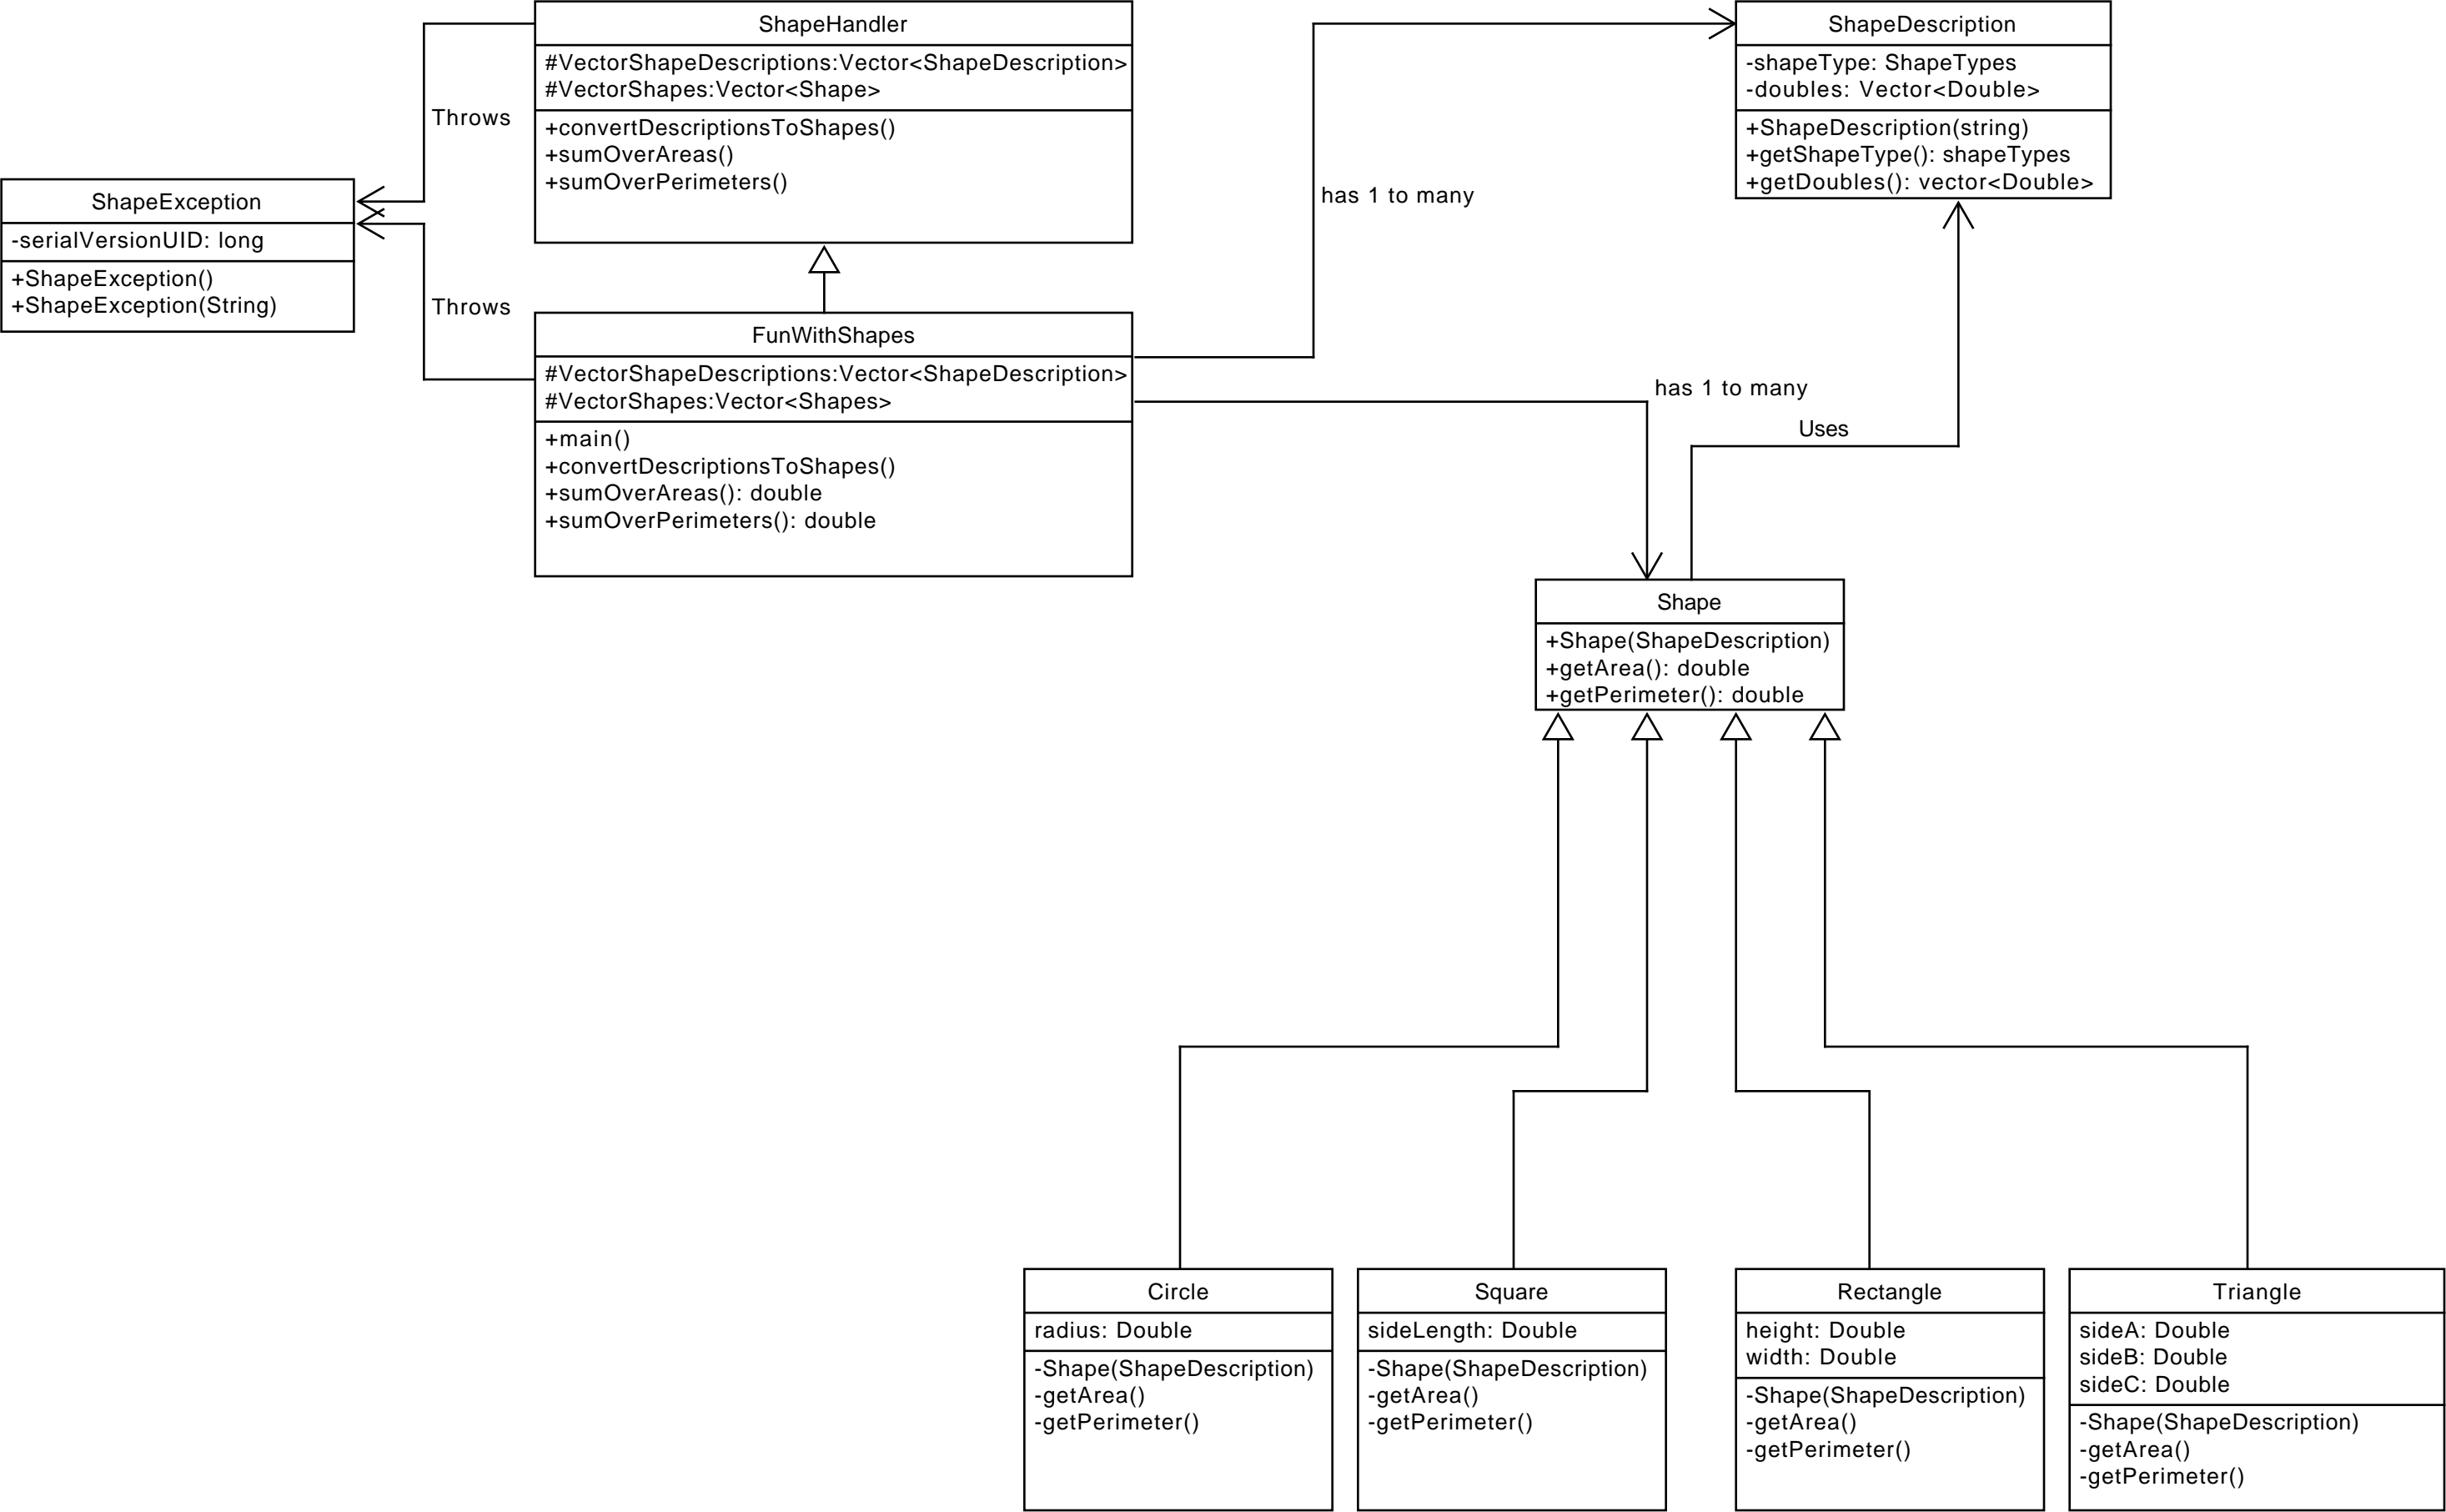 ShapeHandler
#VectorShapeDescriptions:Vector<ShapeDescription>
#VectorShapes:Vector<Shape>
+convertDescriptionsToShapes()
+sumOverAreas()
+sumOverPerimeters()
ShapeDescription
-shapeType: ShapeTypes
-doubles: Vector<Double>
+ShapeDescription(string)
+getShapeType(): shapeTypes
+getDoubles(): vector<Double>
Throws
has 1 to many
ShapeException
-serialVersionUID: long
+ShapeException()
+ShapeException(String)
Throws
FunWithShapes
#VectorShapeDescriptions:Vector<ShapeDescription>
#VectorShapes:Vector<Shapes>
+main()
+convertDescriptionsToShapes()
+sumOverAreas(): double
+sumOverPerimeters(): double
has 1 to many
Uses
Shape
+Shape(ShapeDescription)
+getArea(): double
+getPerimeter(): double
Circle
radius: Double
-Shape(ShapeDescription)
-getArea()
-getPerimeter()
Square
sideLength: Double
-Shape(ShapeDescription)
-getArea()
-getPerimeter()
Rectangle
height: Double
width: Double
-Shape(ShapeDescription)
-getArea()
-getPerimeter()
Triangle
sideA: Double
sideB: Double
sideC: Double
-Shape(ShapeDescription)
-getArea()
-getPerimeter()